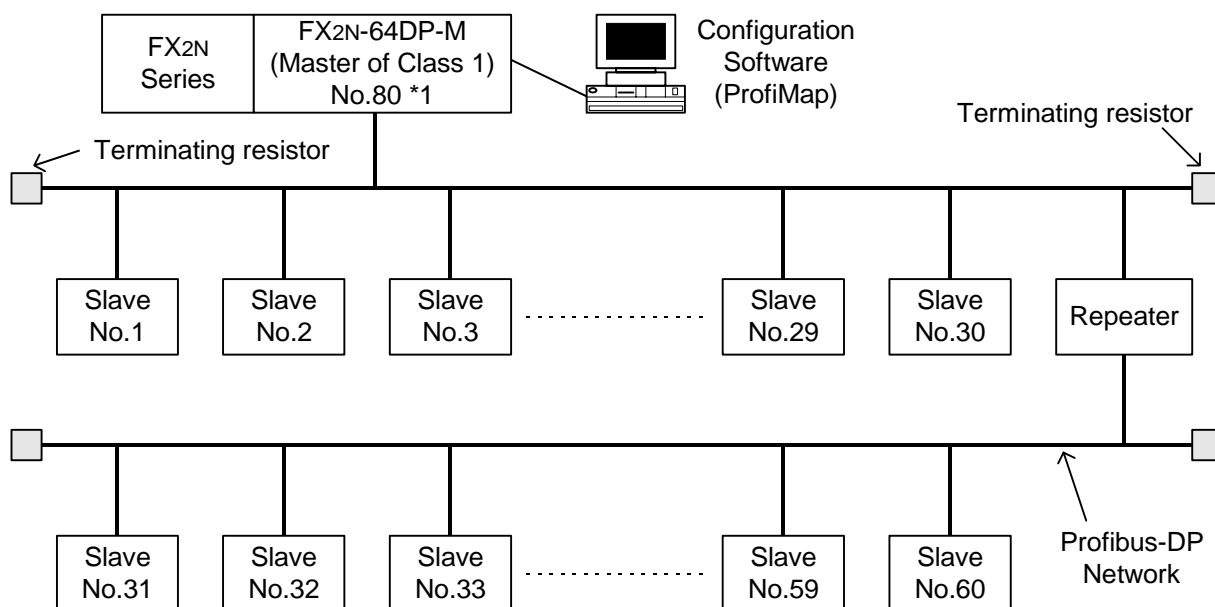 FX2N
Series
FX2N-64DP-M
(Master of Class 1)
No.80 *1
Configuration
Software
(ProfiMap)
Terminating resistor
Terminating resistor
Slave
No.1
Slave
No.2
Slave
No.3
Slave
No.29
Slave
No.30
Repeater
Slave
No.31
Slave
No.32
Slave
No.33
Slave
No.59
Slave
No.60
Profibus-DP
Network